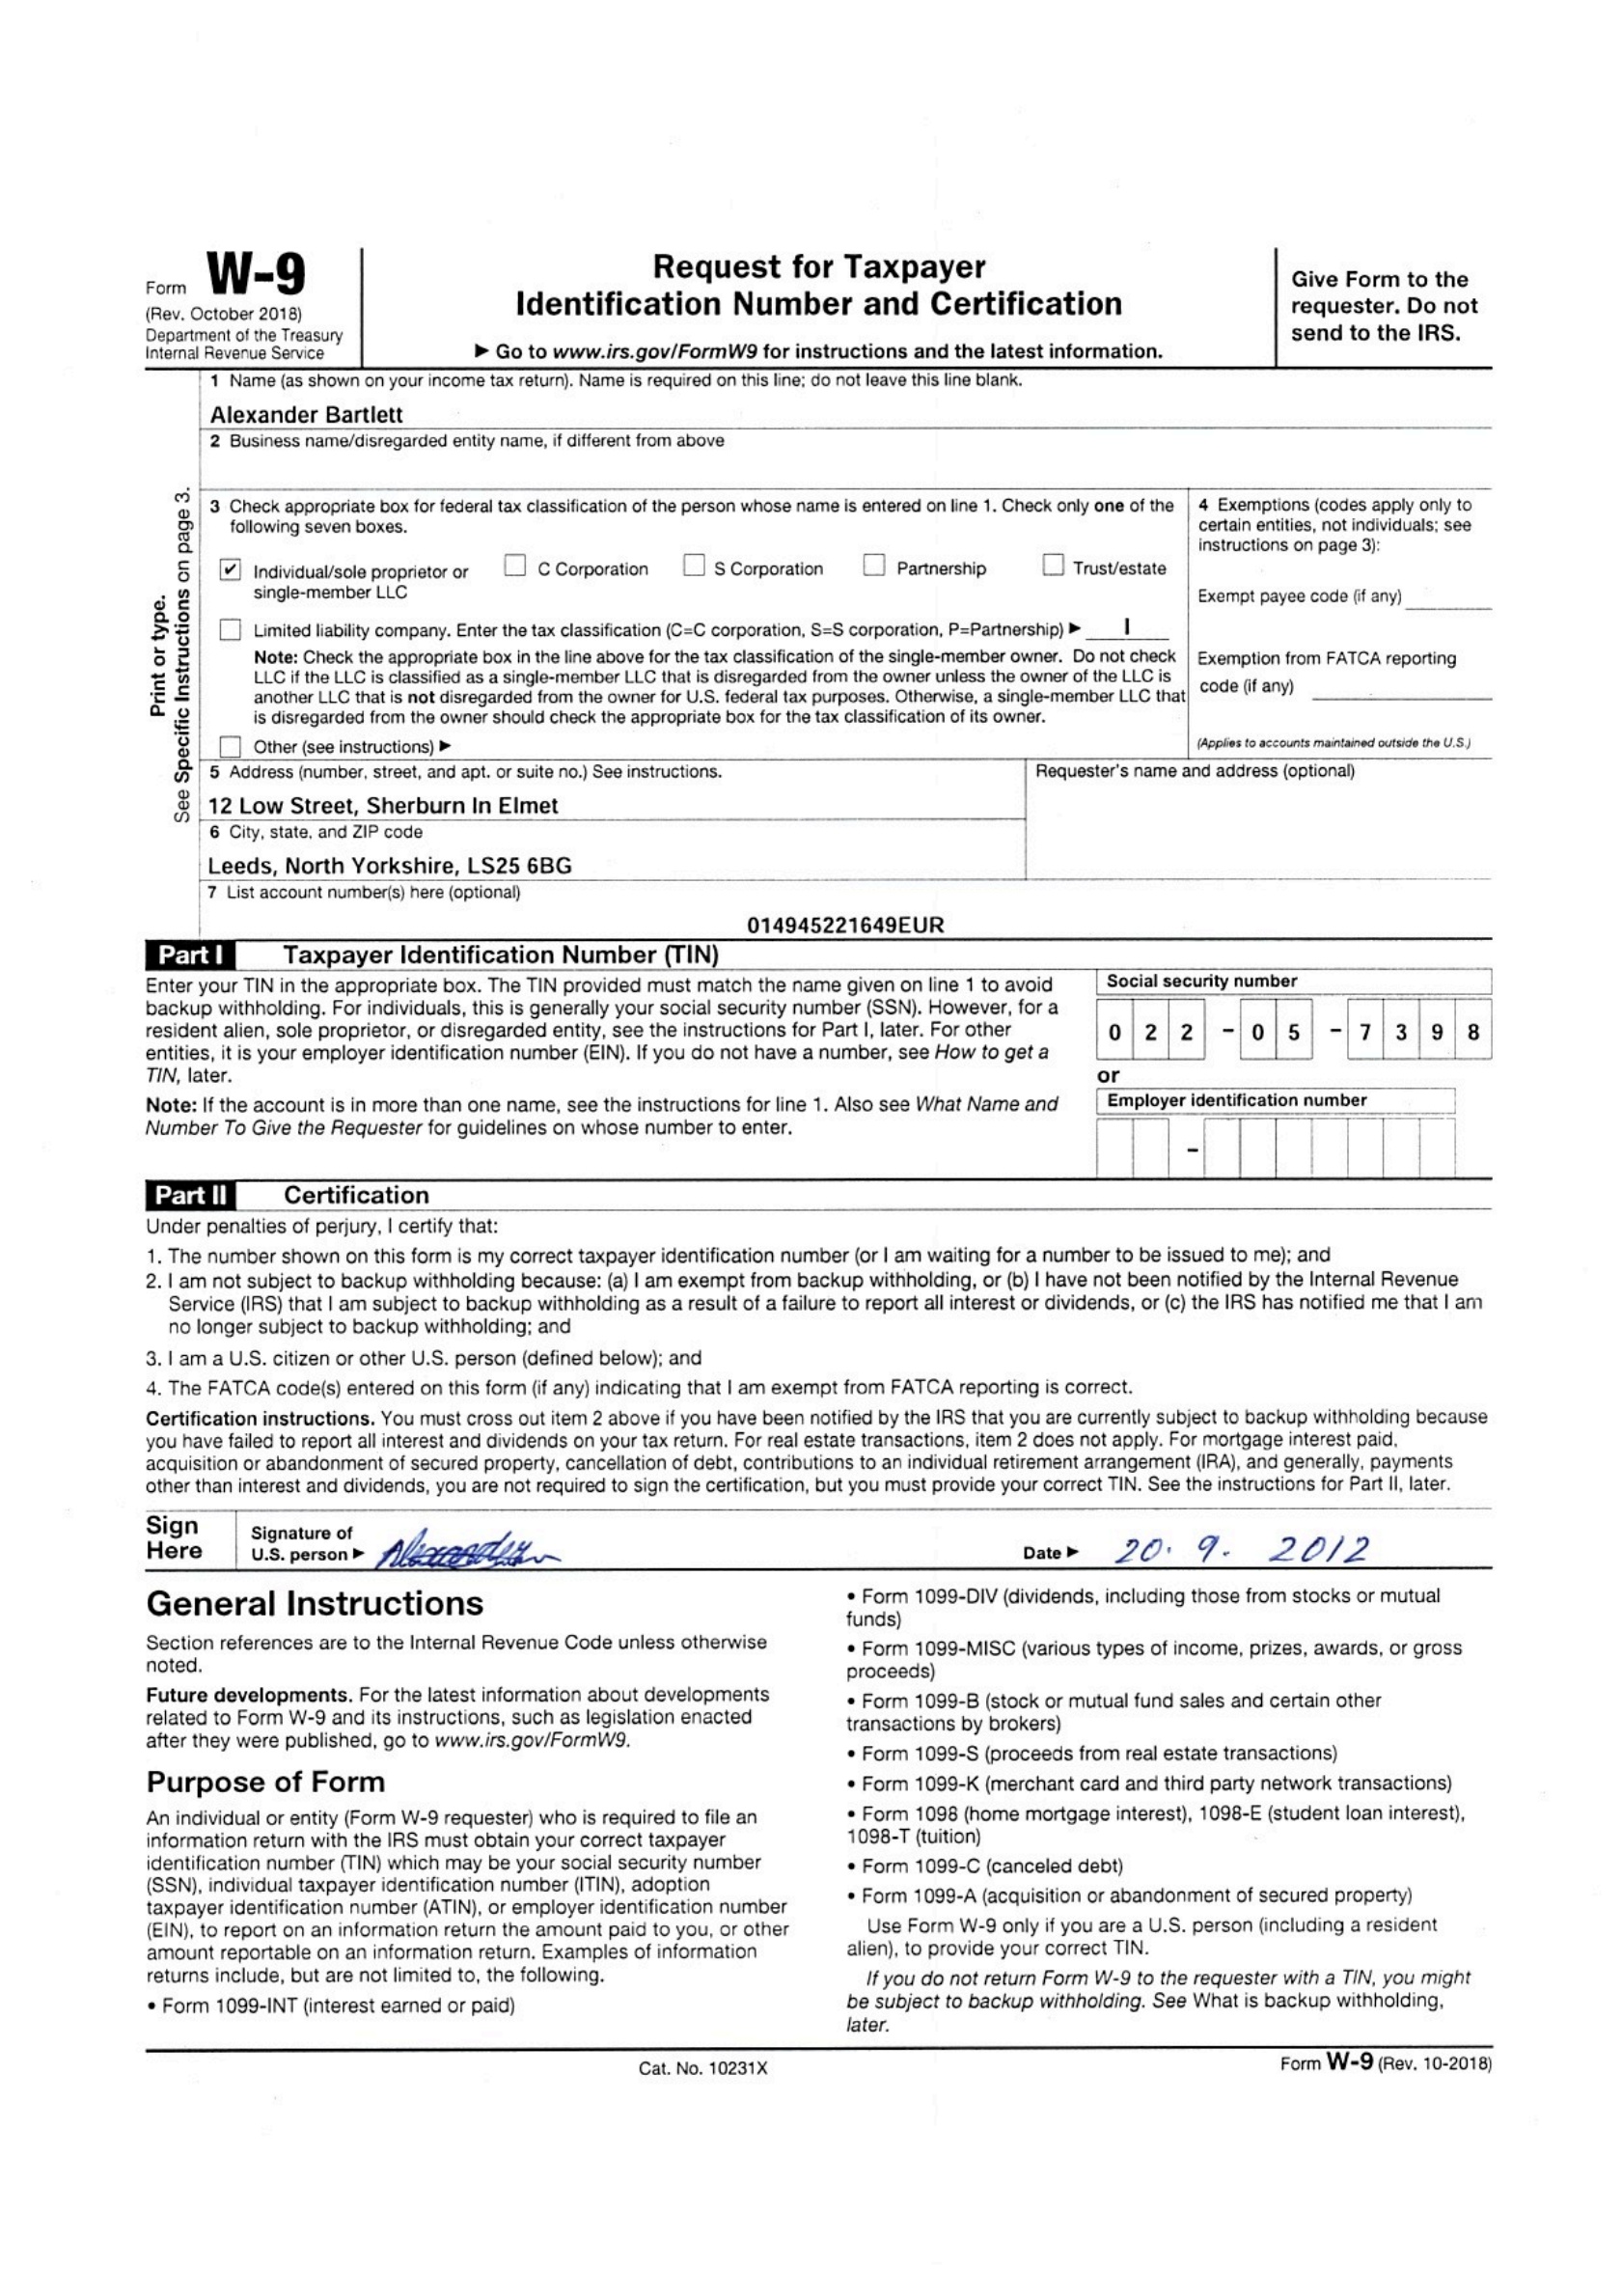 Form W-9
(Rev. October 2018)
Department of the Treasury
Internal Revenue Service
Request for Taxpayer
Identification Number and Certification
▶ Go to www.irs.gov/FormW9 for instructions and the latest information.
Give Form to the
requester. Do not
send to the IRS.
Print or type.
See Specific Instructions on page 3.
1 Name (as shown on your income tax return). Name is required on this line; do not leave this line blank.
Alexander Bartlett
2 Business name/disregarded entity name, if different from above
3 Check appropriate box for federal tax classification of the person whose name is entered on line 1. Check only one of the
following seven boxes.
✔ Individual/sole proprietor or
single-member LLC
C Corporation
S Corporation
Partnership
Trust/estate
Limited liability company. Enter the tax classification (C=C corporation, S=S corporation, P=Partnership) ▶ I
Note: Check the appropriate box in the line above for the tax classification of the single-member owner. Do not check
LLC if the LLC is classified as a single-member LLC that is disregarded from the owner unless the owner of the LLC is
another LLC that is not disregarded from the owner for U.S. federal tax purposes. Otherwise, a single-member LLC that
is disregarded from the owner should check the appropriate box for the tax classification of its owner.
Other (see instructions) ▶
4 Exemptions (codes apply only to
certain entities, not individuals; see
instructions on page 3):
Exempt payee code (if any)
Exemption from FATCA reporting
code (if any)
(Applies to accounts maintained outside the U.S.)
5 Address (number, street, and apt. or suite no.) See instructions.
12 Low Street, Sherburn In Elmet
6 City, state, and ZIP code
Leeds, North Yorkshire, LS25 6BG
Requester's name and address (optional)
7 List account number(s) here (optional)
014945221649EUR
Part I Taxpayer Identification Number (TIN)
Enter your TIN in the appropriate box. The TIN provided must match the name given on line 1 to avoid
backup withholding. For individuals, this is generally your social security number (SSN). However, for a
resident alien, sole proprietor, or disregarded entity, see the instructions for Part I, later. For other
entities, it is your employer identification number (EIN). If you do not have a number, see How to get a
TIN, later.
Note: If the account is in more than one name, see the instructions for line 1. Also see What Name and
Number To Give the Requester for guidelines on whose number to enter.
Social security number
0 2 2 - 0 5 - 7 3 9 8
or
Employer identification number
-
Part II Certification
Under penalties of perjury, I certify that:
1. The number shown on this form is my correct taxpayer identification number (or I am waiting for a number to be issued to me); and
2. I am not subject to backup withholding because: (a) I am exempt from backup withholding, or (b) I have not been notified by the Internal Revenue
Service (IRS) that I am subject to backup withholding as a result of a failure to report all interest or dividends, or (c) the IRS has notified me that I am
no longer subject to backup withholding; and
3. I am a U.S. citizen or other U.S. person (defined below); and
4. The FATCA code(s) entered on this form (if any) indicating that I am exempt from FATCA reporting is correct.
Certification instructions. You must cross out item 2 above if you have been notified by the IRS that you are currently subject to backup withholding because
you have failed to report all interest and dividends on your tax return. For real estate transactions, item 2 does not apply. For mortgage interest paid,
acquisition or abandonment of secured property, cancellation of debt, contributions to an individual retirement arrangement (IRA), and generally, payments
other than interest and dividends, you are not required to sign the certification, but you must provide your correct TIN. See the instructions for Part II, later.
Sign
Here
Signature of
U.S. person ▶
Date ▶ 20. 9. 2012
General Instructions
Section references are to the Internal Revenue Code unless otherwise
noted.
Future developments. For the latest information about developments
related to Form W-9 and its instructions, such as legislation enacted
after they were published, go to www.irs.gov/FormW9.
Purpose of Form
An individual or entity (Form W-9 requester) who is required to file an
information return with the IRS must obtain your correct taxpayer
identification number (TIN) which may be your social security number
(SSN), individual taxpayer identification number (ITIN), adoption
taxpayer identification number (ATIN), or employer identification number
(EIN), to report on an information return the amount paid to you, or other
amount reportable on an information return. Examples of information
returns include, but are not limited to, the following.
• Form 1099-INT (interest earned or paid)
• Form 1099-DIV (dividends, including those from stocks or mutual
funds)
• Form 1099-MISC (various types of income, prizes, awards, or gross
proceeds)
• Form 1099-B (stock or mutual fund sales and certain other
transactions by brokers)
• Form 1099-S (proceeds from real estate transactions)
• Form 1099-K (merchant card and third party network transactions)
• Form 1098 (home mortgage interest), 1098-E (student loan interest),
1098-T (tuition)
• Form 1099-C (canceled debt)
• Form 1099-A (acquisition or abandonment of secured property)
Use Form W-9 only if you are a U.S. person (including a resident
alien), to provide your correct TIN.
If you do not return Form W-9 to the requester with a TIN, you might
be subject to backup withholding. See What is backup withholding,
later.
Cat. No. 10231X
Form W-9 (Rev. 10-2018)